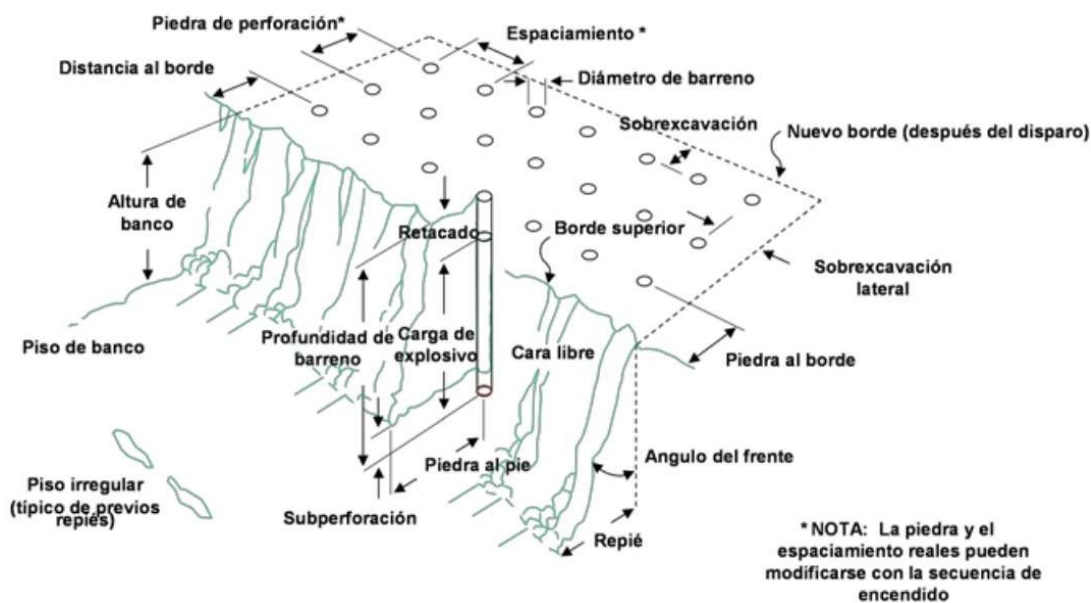 Piedra de perforación*
Espaciamiento *
Distancia al borde
Diámetro de barreno
Sobrexcavación
Nuevo borde (después del disparo)
Altura de
banco
Retacado
Borde superior
Sobrexcavación
lateral
Piso de banco
Profundidad de
barreno
Carga de
explosivo
Cara libre
Piedra al borde
Piso irregular
(típico de previos
repiés)
Piedra al pie
Angulo del frente
Subperforación
Repié
* NOTA: La piedra y el
espaciamiento reales pueden
modificarse con la secuencia de
encendido